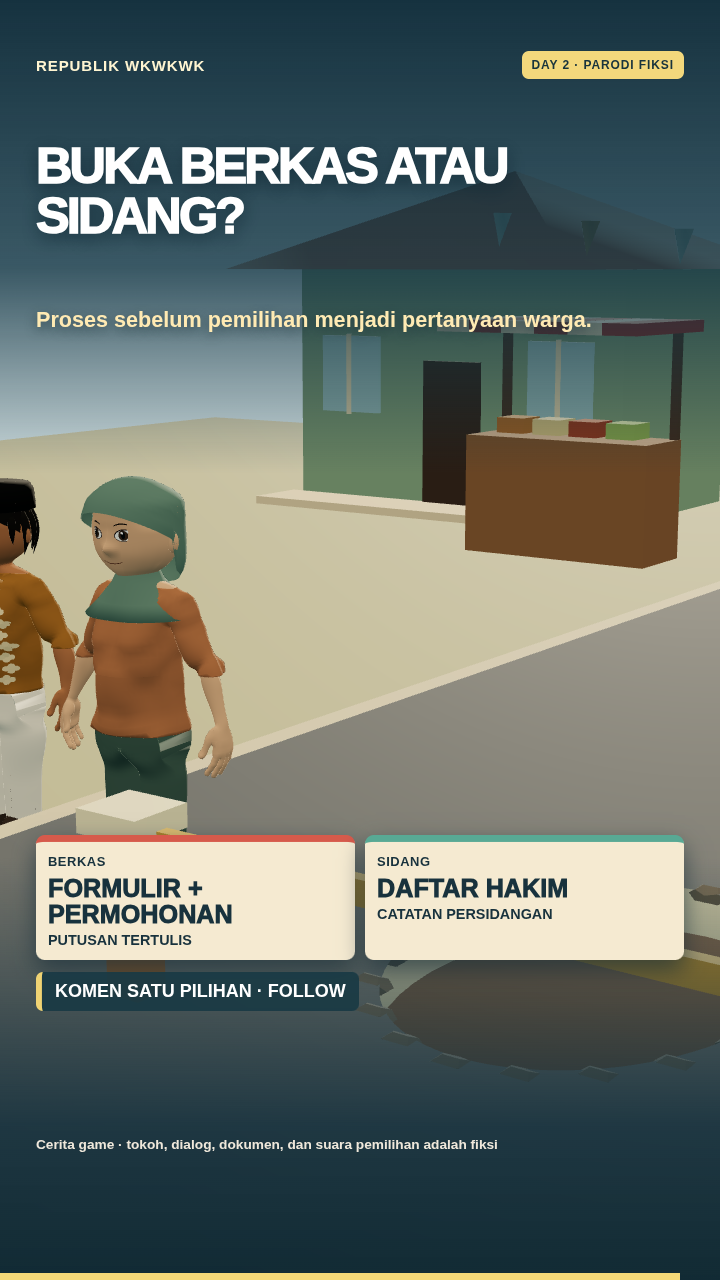 REPUBLIK WKWKWK
DAY 2 · PARODI FIKSI
BUKA BERKAS ATAU
SIDANG?
Proses sebelum pemilihan menjadi pertanyaan warga.
BERKAS
FORMULIR +
PERMOHONAN
PUTUSAN TERTULIS
SIDANG
DAFTAR HAKIM
CATATAN PERSIDANGAN
KOMEN SATU PILIHAN · FOLLOW
Cerita game · tokoh, dialog, dokumen, dan suara pemilihan adalah fiksi